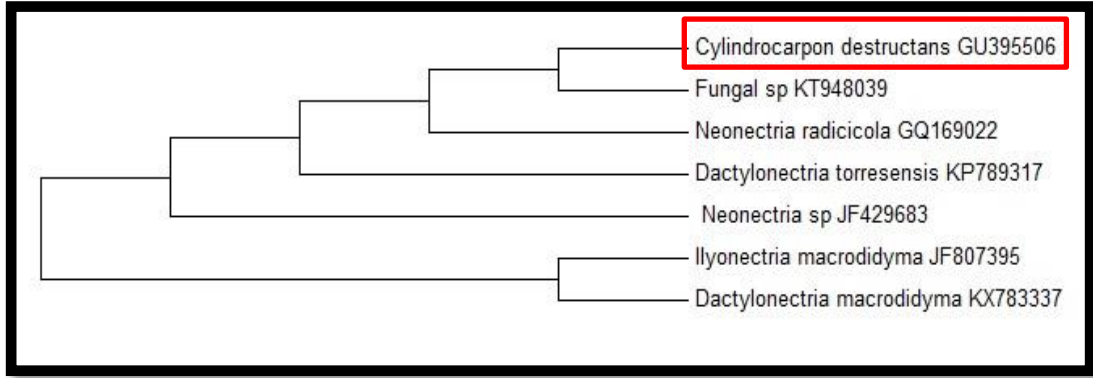 Cylindrocarpon destructans GU395506
Fungal sp KT948039
Neonectria radicicola GQ169022
Dactylonectria torresensis KP789317
Neonectria sp JF429683
Ilyonectria macrodidyma JF807395
Dactylonectria macrodidyma KX783337